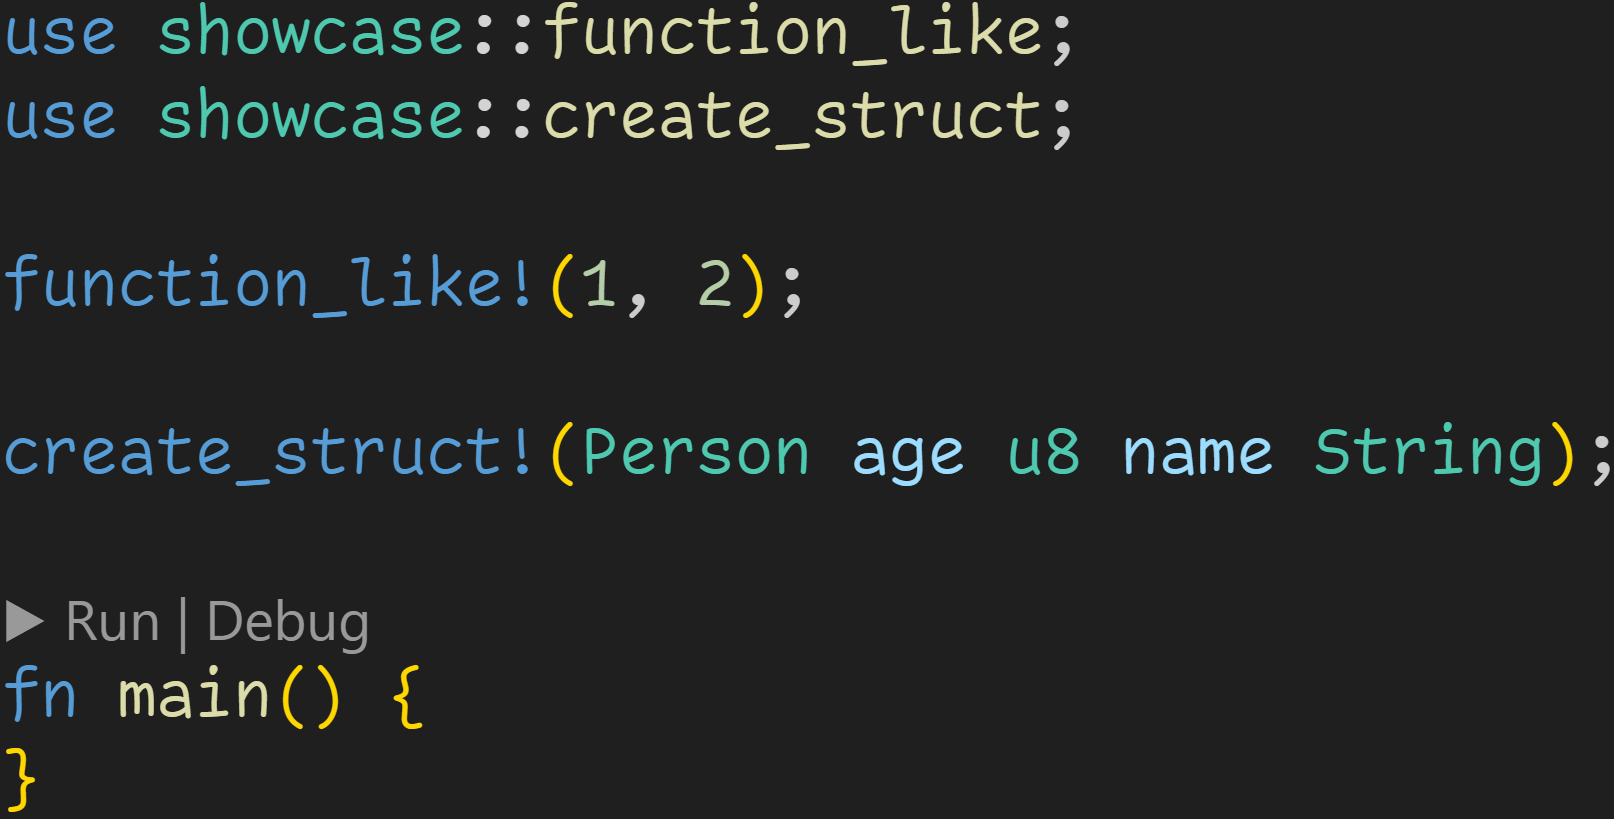 use showcase::function_like;
use showcase::create_struct;
function_like!(1, 2);
create_struct!(Person age u8 name String);
▶ Run | Debug
fn main() {
}